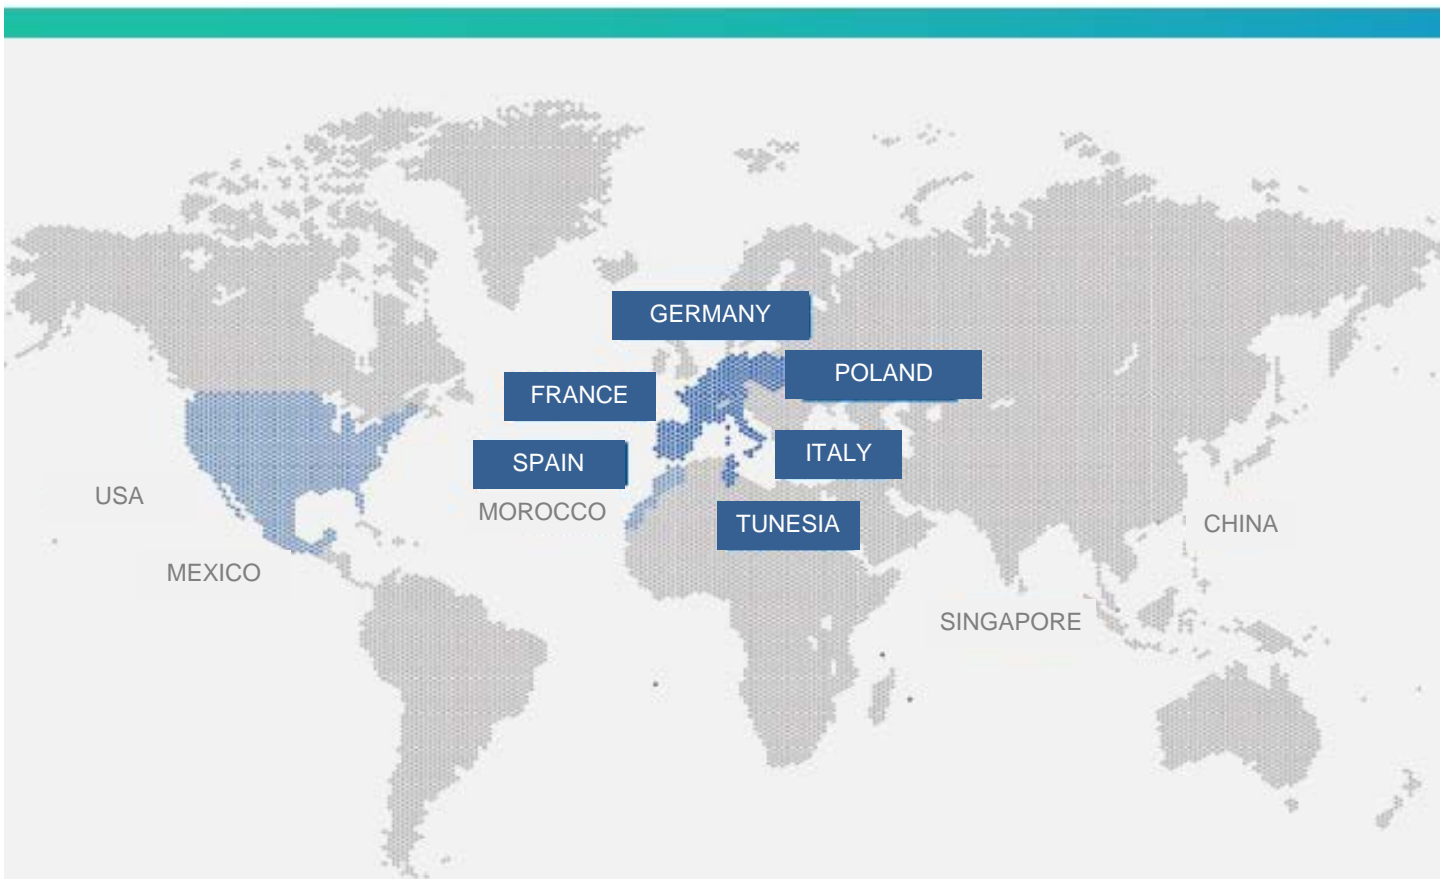 GERMANY
POLAND
FRANCE
ITALY
SPAIN
USA
MOROCCO
TUNESIA
CHINA
MEXICO
SINGAPORE